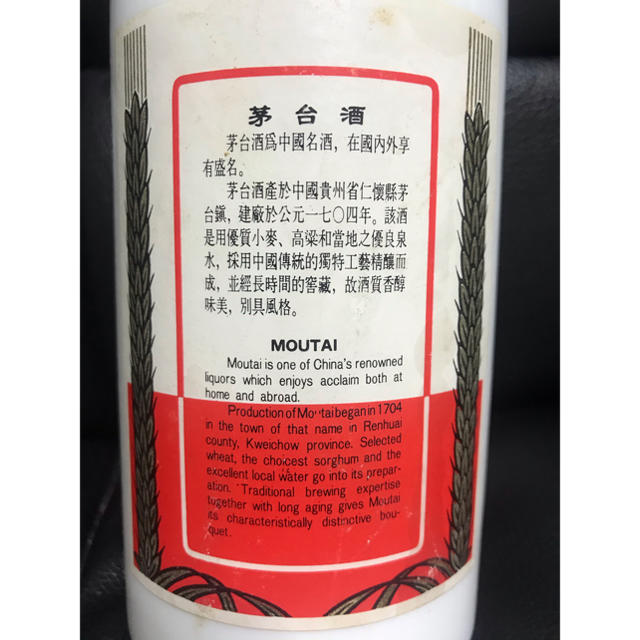 茅台酒
茅台酒爲中國名酒，在國內外享
有盛名。
茅台酒產於中國貴州省仁懷縣茅
台鎭，建廠於公元一七〇四年。該酒
是用優質小麥、高粱和當地之優良泉
水，採用中國傳統的獨特工藝精釀而
成，並經長時間的窖藏，故酒質香醇
味美，別具風格。
MOUTAI
Moutai is one of China's renowned
liquors which enjoys acclaim both at
home and abroad.
Production of Moutai began in 1704
in the town of that name in Renhuai
county, Kweichow province. Selected
wheat, the choicest sorghum and the
excellent local water go into its prepar-
ation. Traditional brewing expertise
together with long aging gives Moutai
its characteristically distinctive bou-
quet.